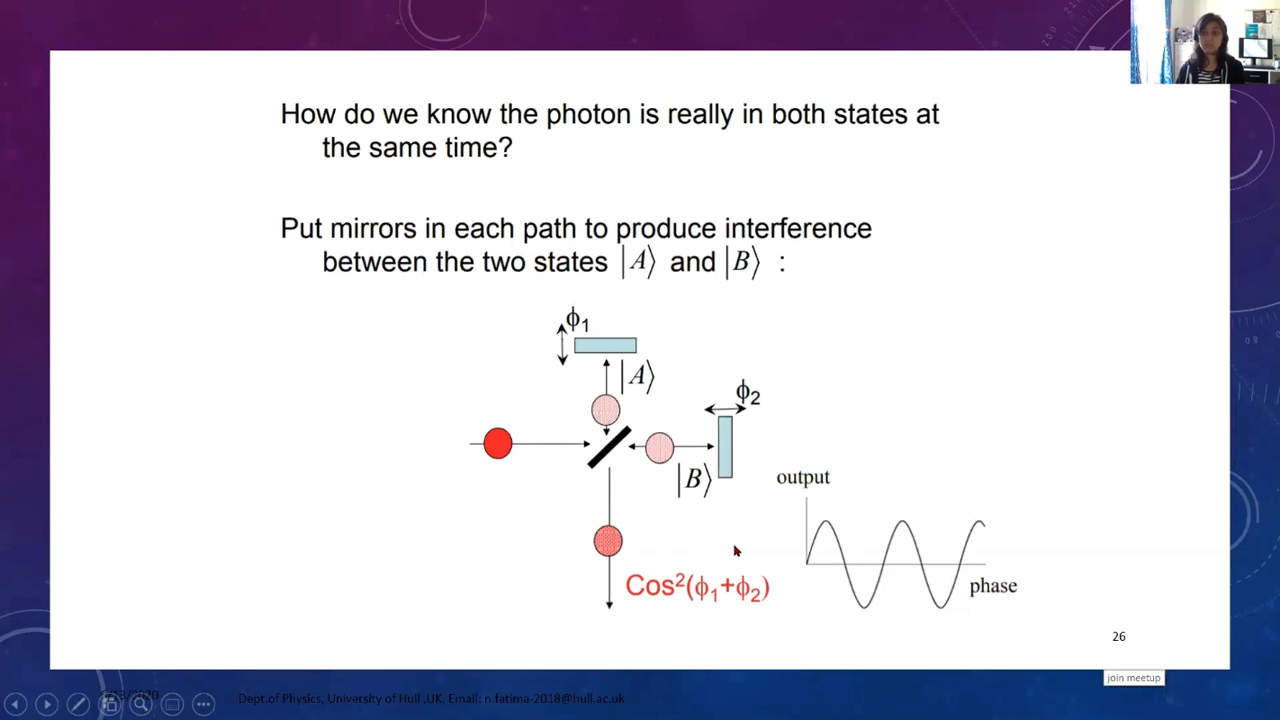 How do we know the photon is really in both states at
the same time?
Put mirrors in each path to produce interference
between the two states |A⟩ and |B⟩ :
ϕ1
|A⟩
ϕ2
|B⟩
output
Cos²(ϕ1+ϕ2)
phase
26
join meetup
Dept.of Physics, University of Hull ,UK, Email: n.fatima-2018@hull.ac.uk